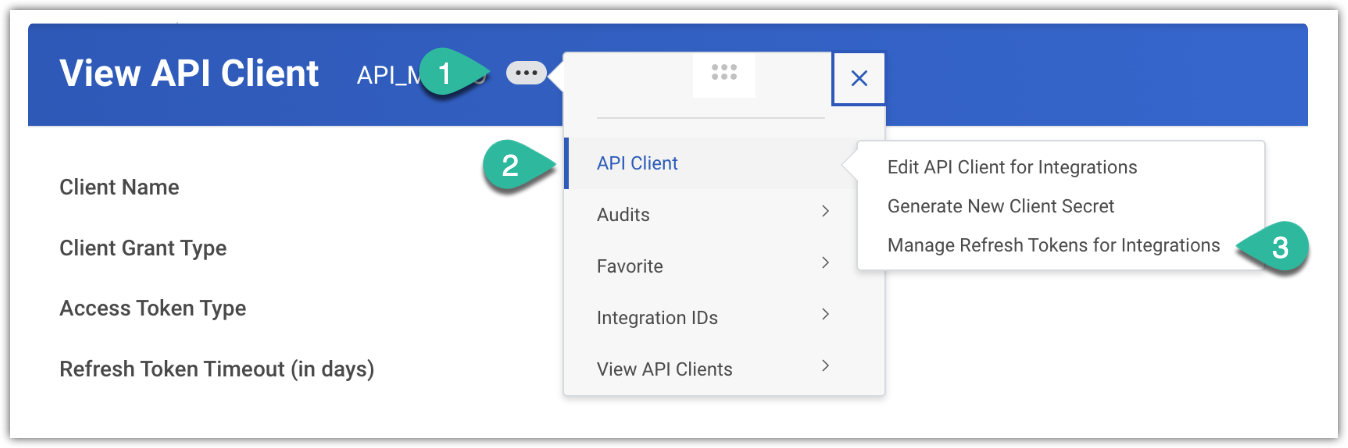 View API Client
1
2
API Client
Edit API Client for Integrations
Generate New Client Secret
Manage Refresh Tokens for Integrations
3
Client Name
Audits
Client Grant Type
Favorite
Access Token Type
Integration IDs
Refresh Token Timeout (in days)
View API Clients